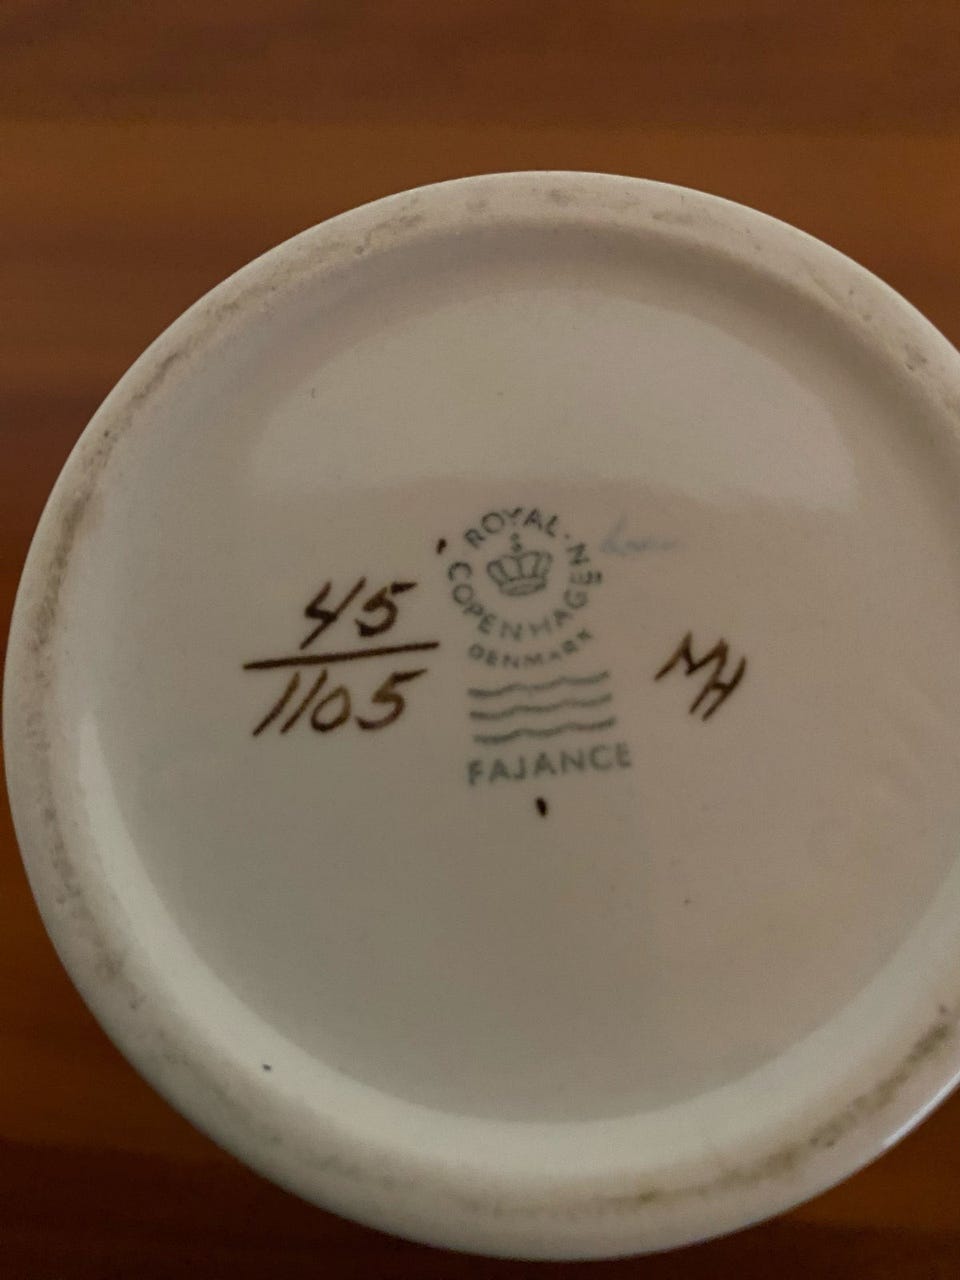 ROYAL COPENHAGEN
DENMARK
FAJANCE
45
1105
MH